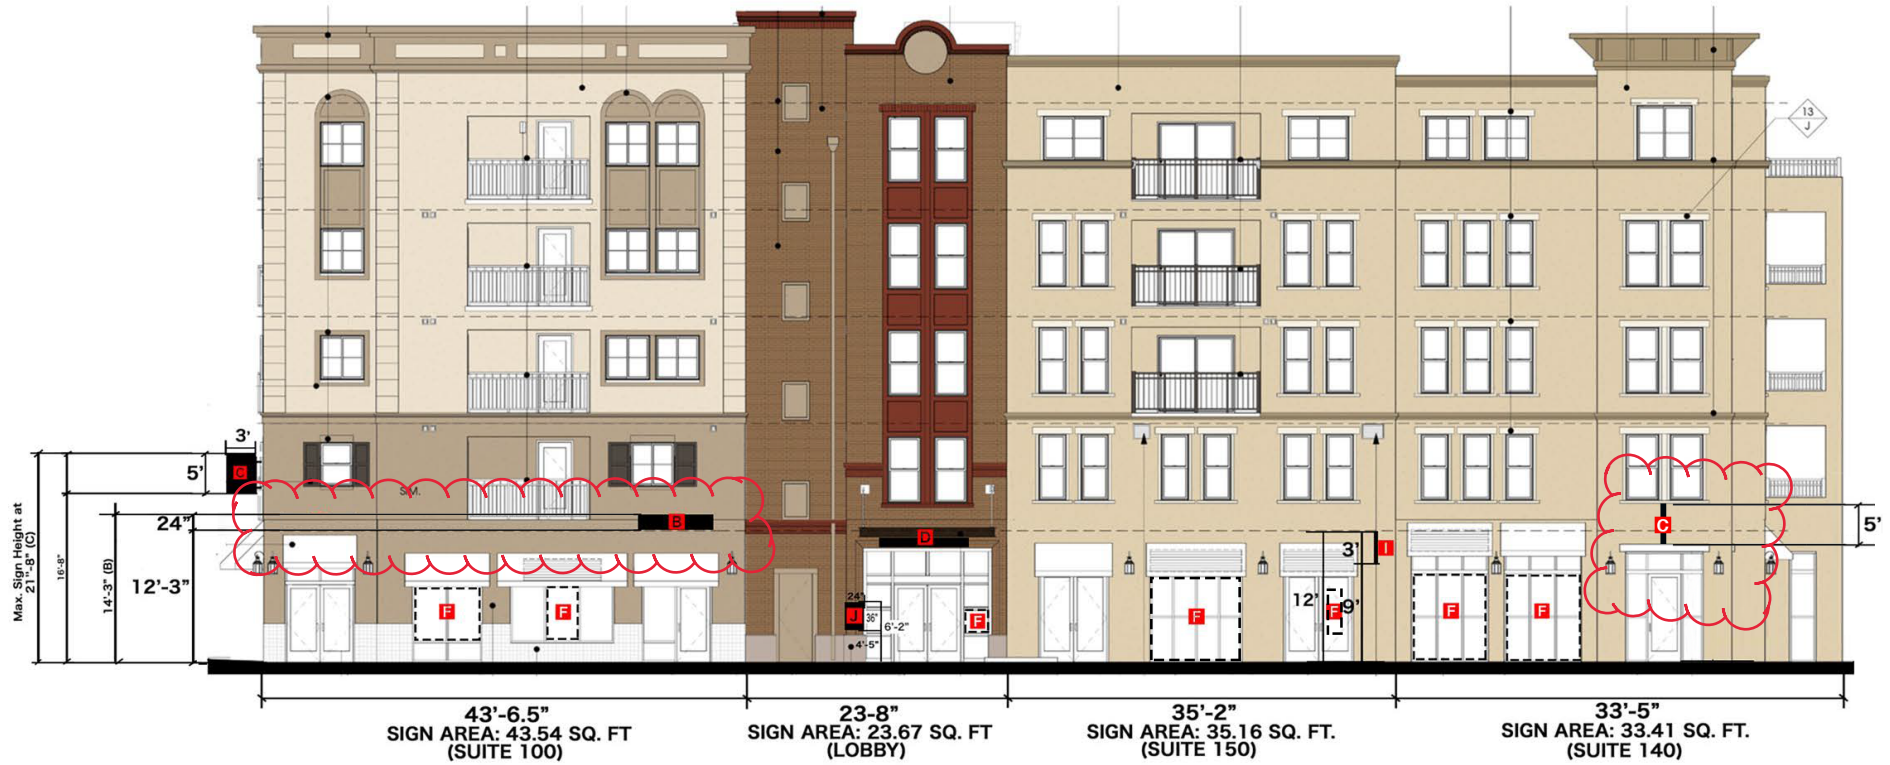 13
J
3'
C
5'
S.M.
24"
B
Max. Sign Height at
21"-8" (C)
16'-8"
14'-3" (B)
12'-3"
D
C
5'
3'
I
F
F
24"
J
36"
6'-2"
4'-5"
F
F
12'
F
9'
F
F
43'-6.5"
SIGN AREA: 43.54 SQ. FT
(SUITE 100)
23-8"
SIGN AREA: 23.67 SQ. FT
(LOBBY)
35'-2"
SIGN AREA: 35.16 SQ. FT.
(SUITE 150)
33'-5"
SIGN AREA: 33.41 SQ. FT.
(SUITE 140)